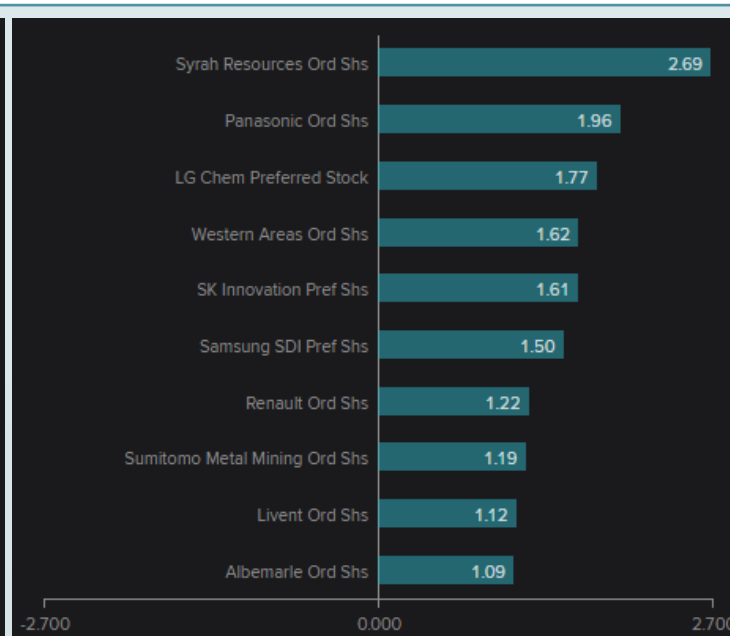 Syrah Resources Ord Shs 2.69
Panasonic Ord Shs 1.96
LG Chem Preferred Stock 1.77
Western Areas Ord Shs 1.62
SK Innovation Pref Shs 1.61
Samsung SDI Pref Shs 1.50
Renault Ord Shs 1.22
Sumitomo Metal Mining Ord Shs 1.19
Livent Ord Shs 1.12
Albemarle Ord Shs 1.09
-2.700 0.000 2.700